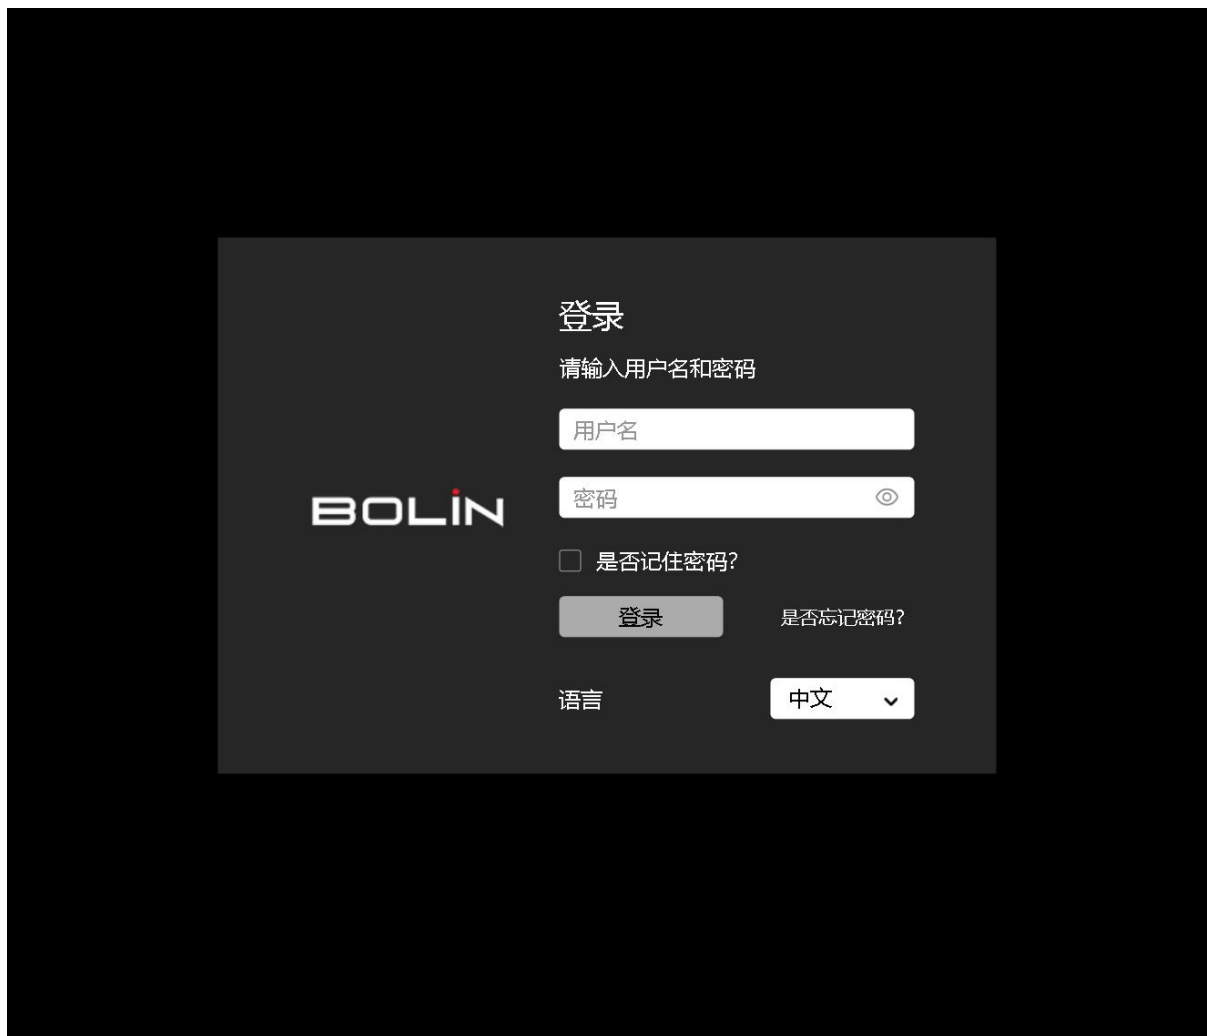 登录
请输入用户名和密码
用户名
BOLIN
密码
是否记住密码?
登录 是否忘记密码?
语言 中文